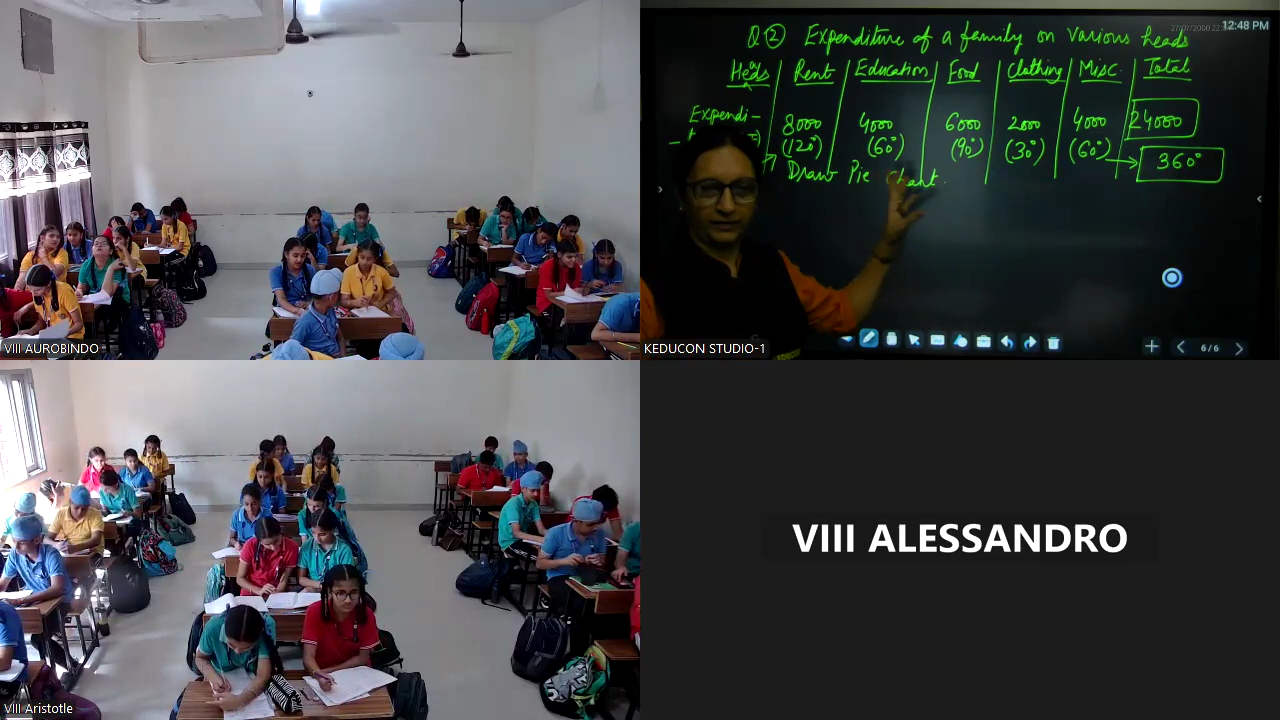 VIII AUROBINDO
12:48 PM
Q② Expenditure of a family on various heads
Heads Rent Education Food Clothing Misc. Total
Expendi-
8000 4000 6000 2000 4000 24000
(120°) (60°) (90°) (30°) (60°) → 360°
Draw Pie Chart.
6/6
KEDUCON STUDIO-1
VIII Aristotle
VIII ALESSANDRO